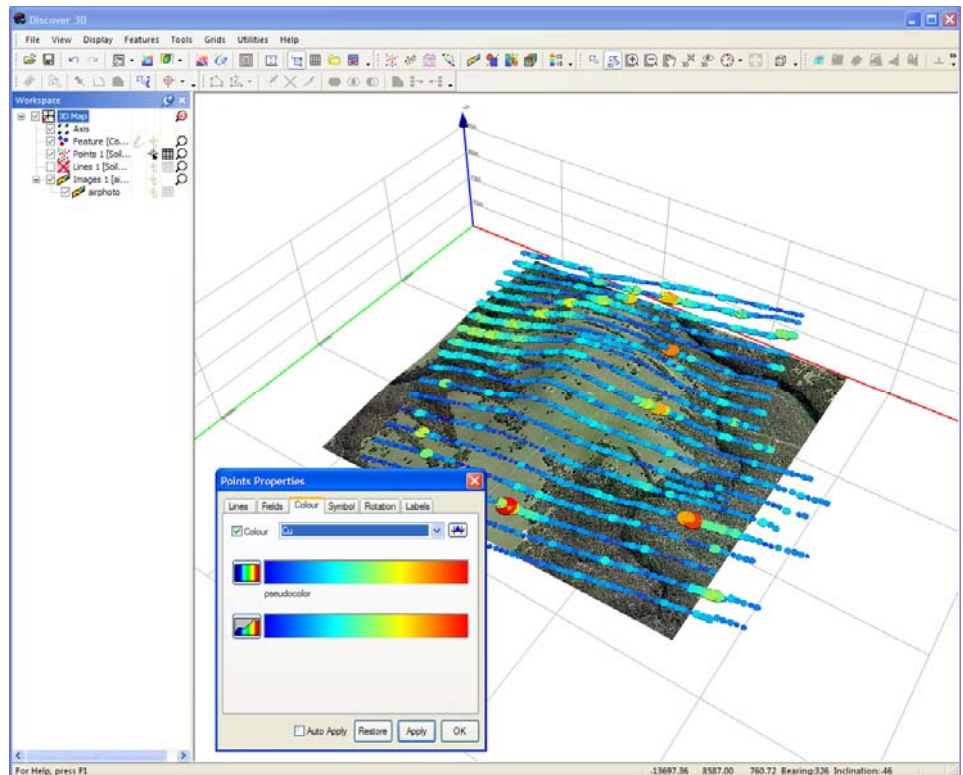 Discover 3D
File View Display Features Tools Grids Utilities Help
Workspace
3D Map
Axis
Feature [Co...
Points 1 [Soil...
Lines 1 [Soil...
Images 1 [ai...
airphoto
Points Properties
Lines Fields Colour Symbol Rotation Labels
Colour Cu
pseudocolor
Auto Apply Restore Apply OK
For Help, press F1 -13697.36 8587.00 760.72 Bearing:326 Inclination:-46